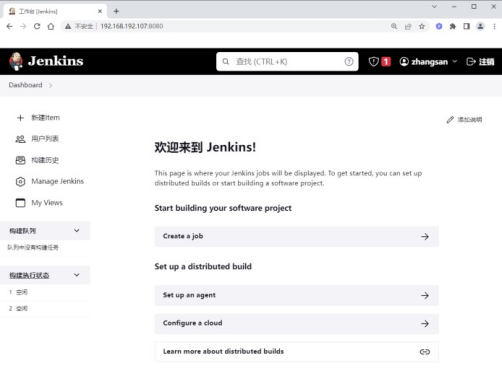 工作台 [Jenkins]
不安全 | 192.168.192.107:8080
Jenkins
查找 (CTRL+K)
1
zhangsan
注销
Dashboard
新建Item
用户列表
构建历史
Manage Jenkins
My Views
构建队列
队列中没有构建任务
构建执行状态
1 空闲
2 空闲
添加说明
欢迎来到 Jenkins!
This page is where your Jenkins jobs will be displayed. To get started, you can set up
distributed builds or start building a software project.
Start building your software project
Create a job
Set up a distributed build
Set up an agent
Configure a cloud
Learn more about distributed builds